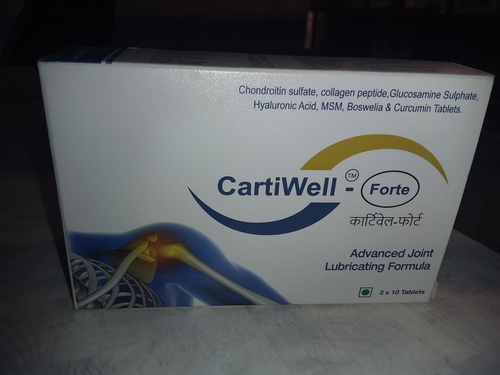 Chondroitin sulfate, collagen peptide,Glucosamine Sulphate,
Hyaluronic Acid, MSM, Boswelia & Curcumin Tablets.
CartiWell - Forte TM
कार्टिवेल-फोर्ट
Advanced Joint
Lubricating Formula
3 x 10 Tablets